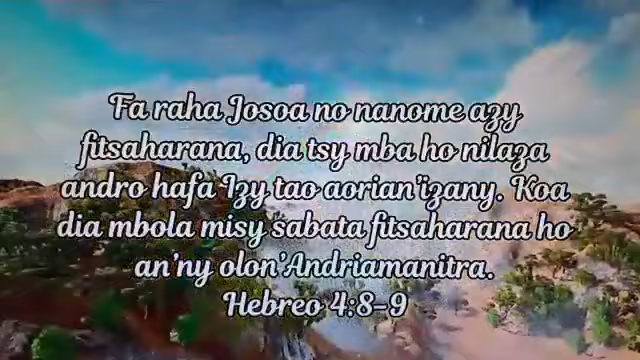 Fa raha Josoa no nanome azy
fitsaharana, dia tsy mba ho nilaza
andro hafa Izy tao aorian'izany. Koa
dia mbola misy sabata fitsaharana ho
an'ny olon'Andriamanitra.
Hebreo 4:8-9